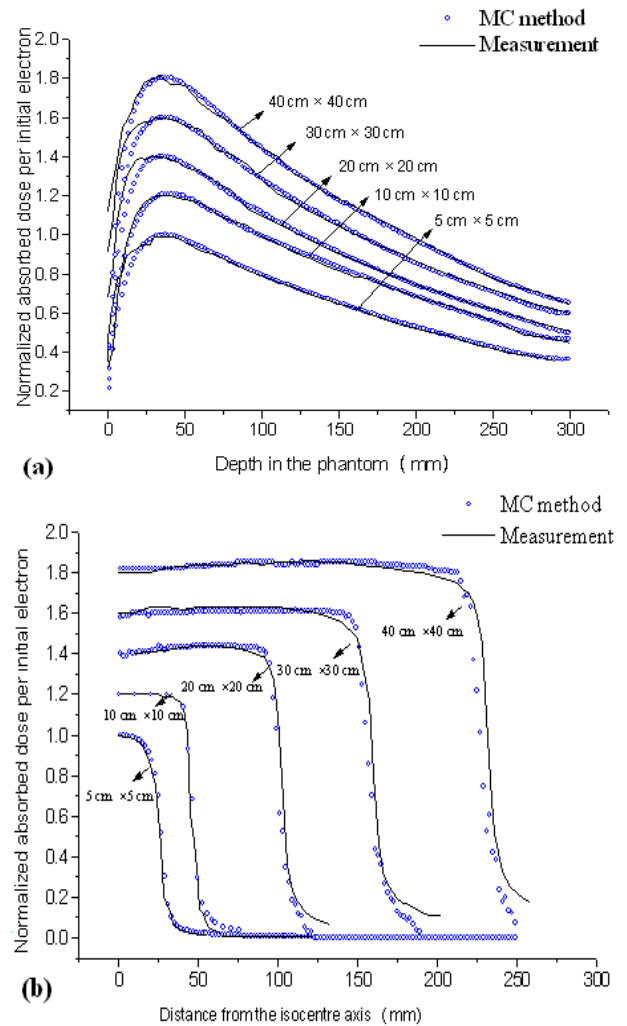 MC method
Measurement
2.0
1.8
1.6
1.4
1.2
1.0
0.8
0.6
0.4
0.2
Normalized absorbed dose per initial electron
40 cm × 40 cm
30 cm × 30 cm
20 cm × 20 cm
10 cm × 10 cm
5 cm × 5 cm
0 50 100 150 200 250 300
(a)
Depth in the phantom (mm)
MC method
Measurement
2.0
1.8
1.6
1.4
1.2
1.0
0.8
0.6
0.4
0.2
0.0
Normalized absorbed dose per initial electron
40 cm ×40 cm
30 cm ×30 cm
20 cm ×20 cm
10 cm ×10 cm
5 cm ×5 cm
0 50 100 150 200 250 300
(b)
Distance from the isocentre axis (mm)